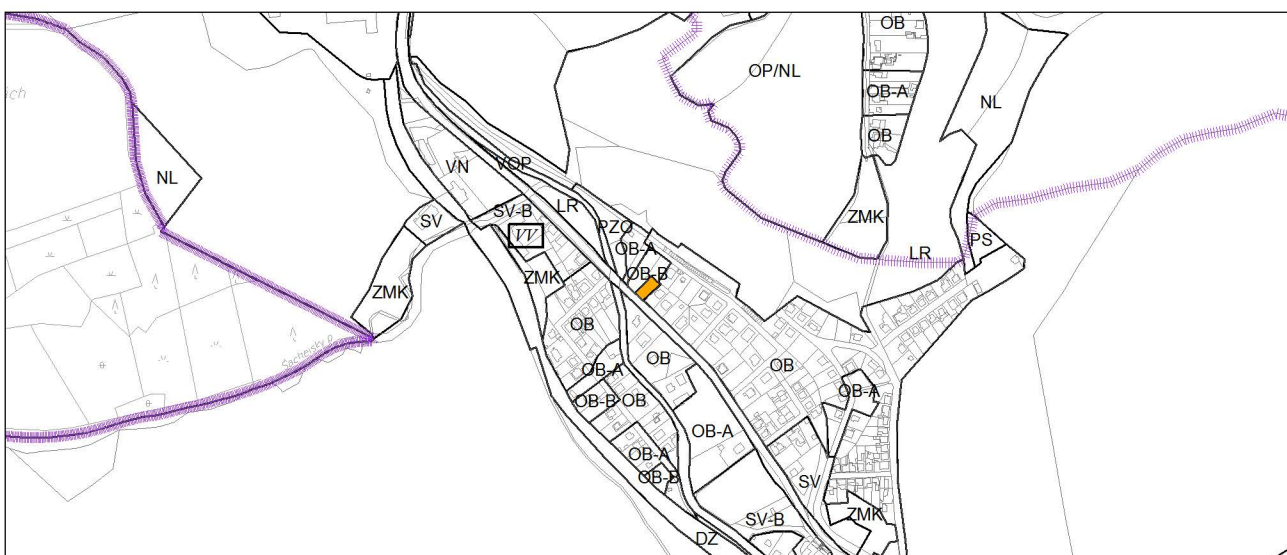 OB
OP/NL
OB-A
NL
ich
OB
VN
VOP
NL
SV
SV-B
LR
ZMK
PZO
VV
OB-A
LR
PS
ZMK
OB-B
ZMK
OB
OB
OB
OB-A
OB-A
OB-B
OB
OB-A
OB-A
OB-B
SV
ZMK
SV-B
DZ